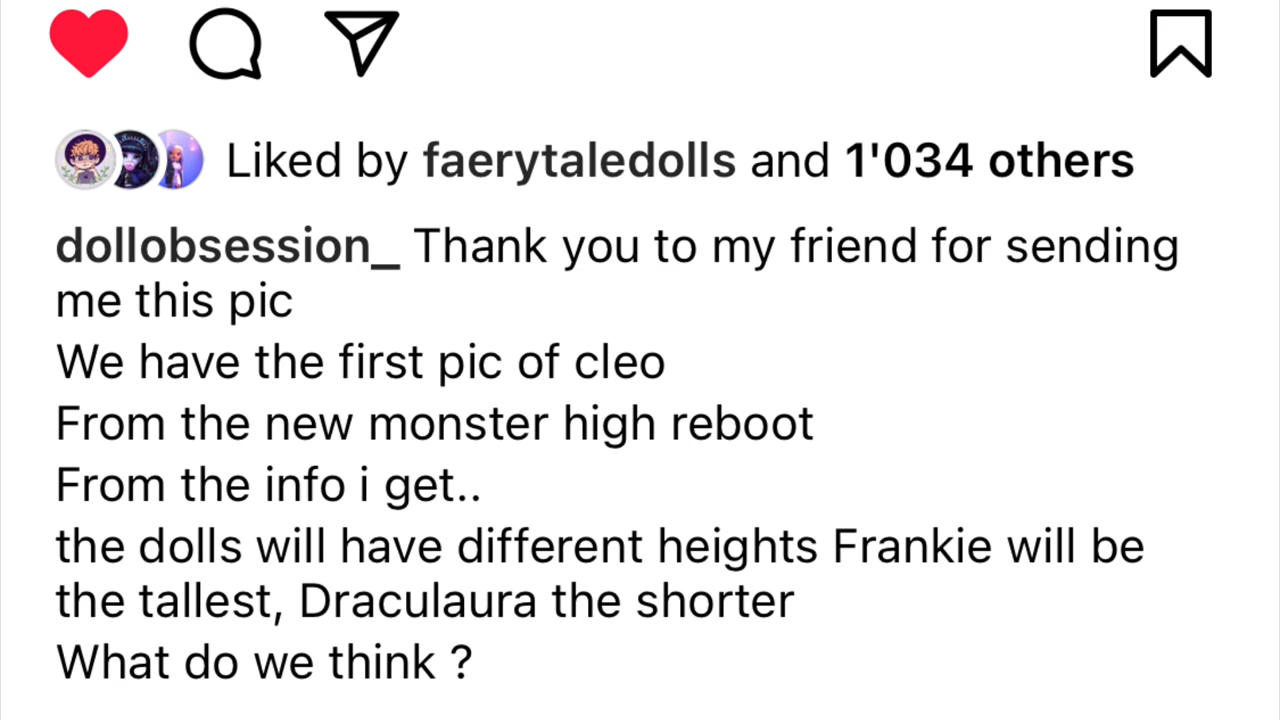 Liked by faerytaledolls and 1'034 others
dollobsession_ Thank you to my friend for sending
me this pic
We have the first pic of cleo
From the new monster high reboot
From the info i get..
the dolls will have different heights Frankie will be
the tallest, Draculaura the shorter
What do we think ?